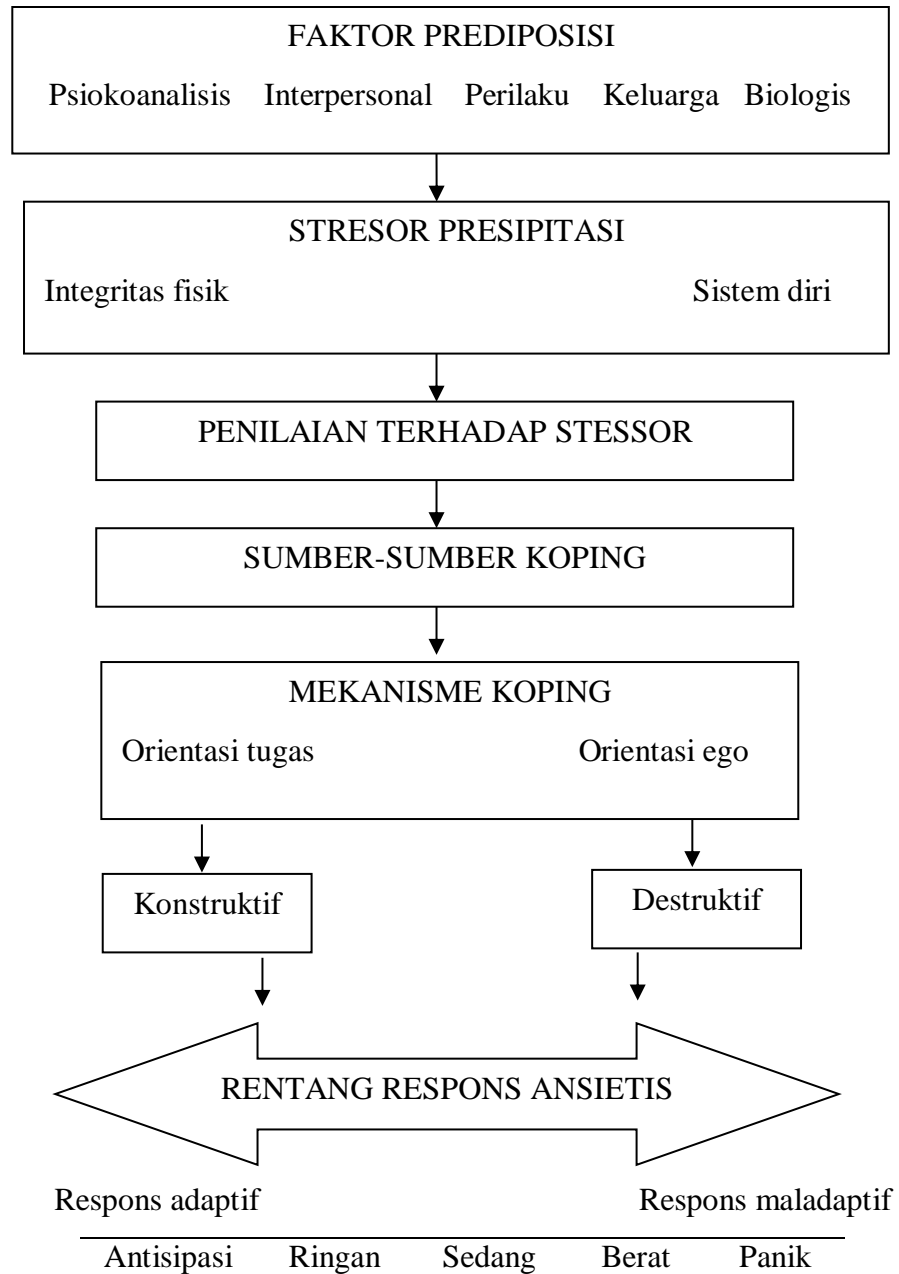 FAKTOR PREDIPOSISI
Psiokoanalisis Interpersonal Perilaku Keluarga Biologis
STRESOR PRESIPITASI
Integritas fisik Sistem diri
PENILAIAN TERHADAP STESSOR
SUMBER-SUMBER KOPING
MEKANISME KOPING
Orientasi tugas Orientasi ego
Konstruktif Destruktif
RENTANG RESPONS ANSIETIS
Respons adaptif Respons maladaptif
Antisipasi Ringan Sedang Berat Panik